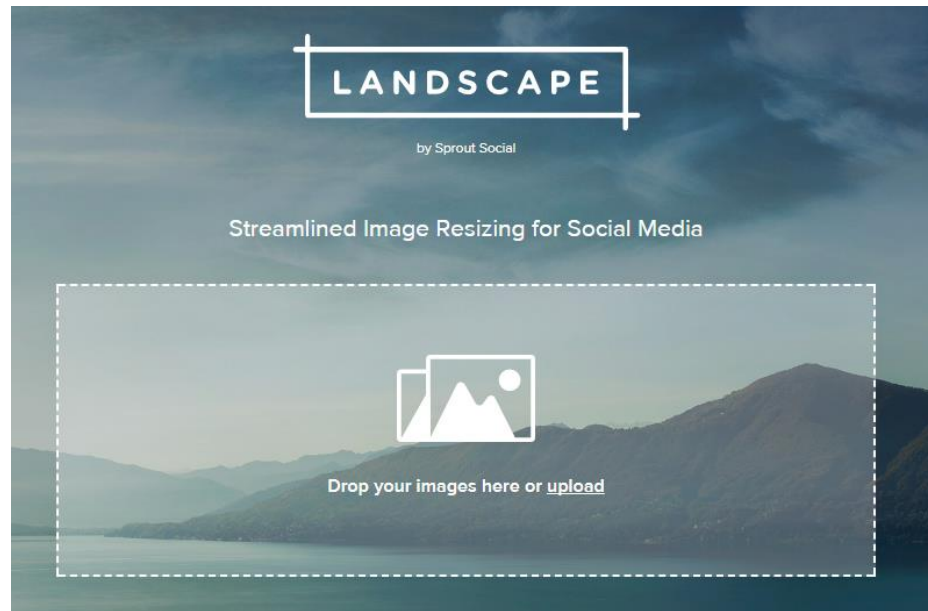 LANDSCAPE
by Sprout Social
Streamlined Image Resizing for Social Media
Drop your images here or upload